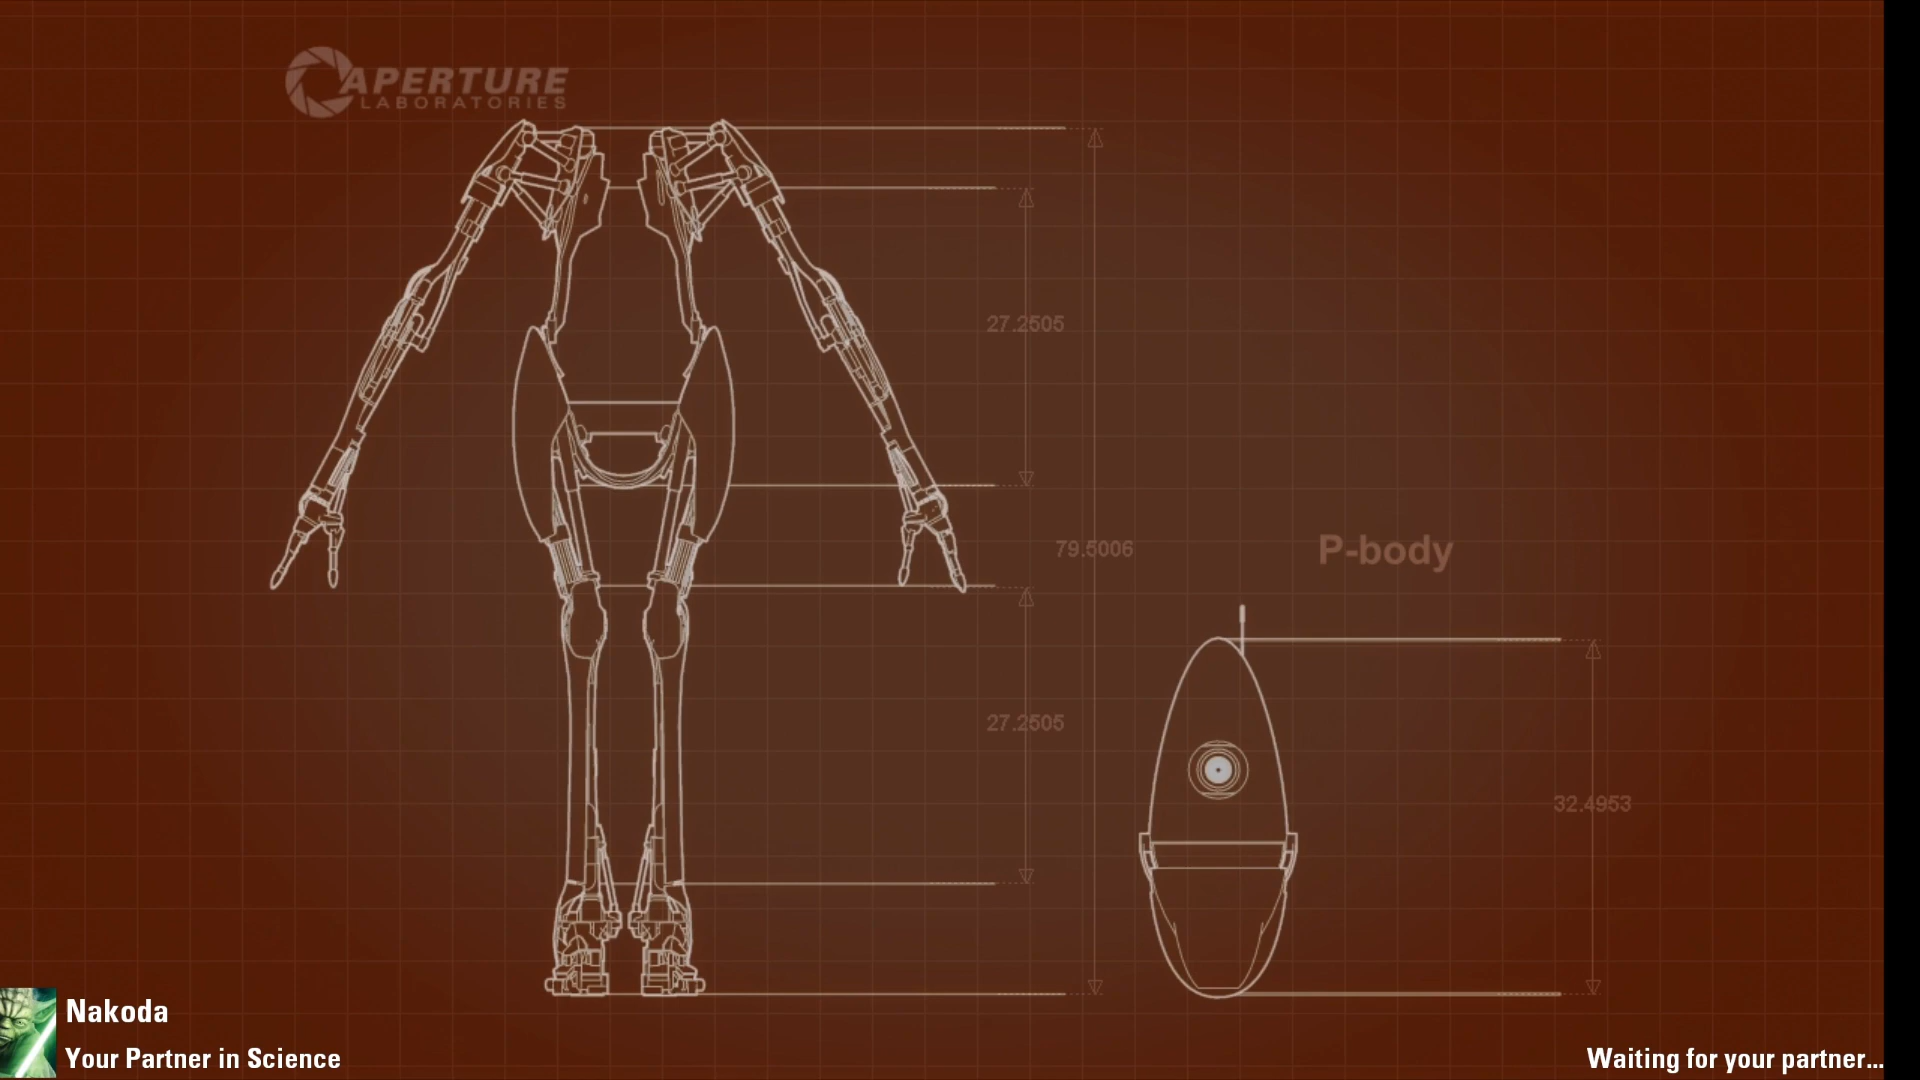 APERTURE
LABORATORIES
27.2505
79.5006
P-body
27.2505
32.4953
Nakoda
Your Partner in Science
Waiting for your partner...